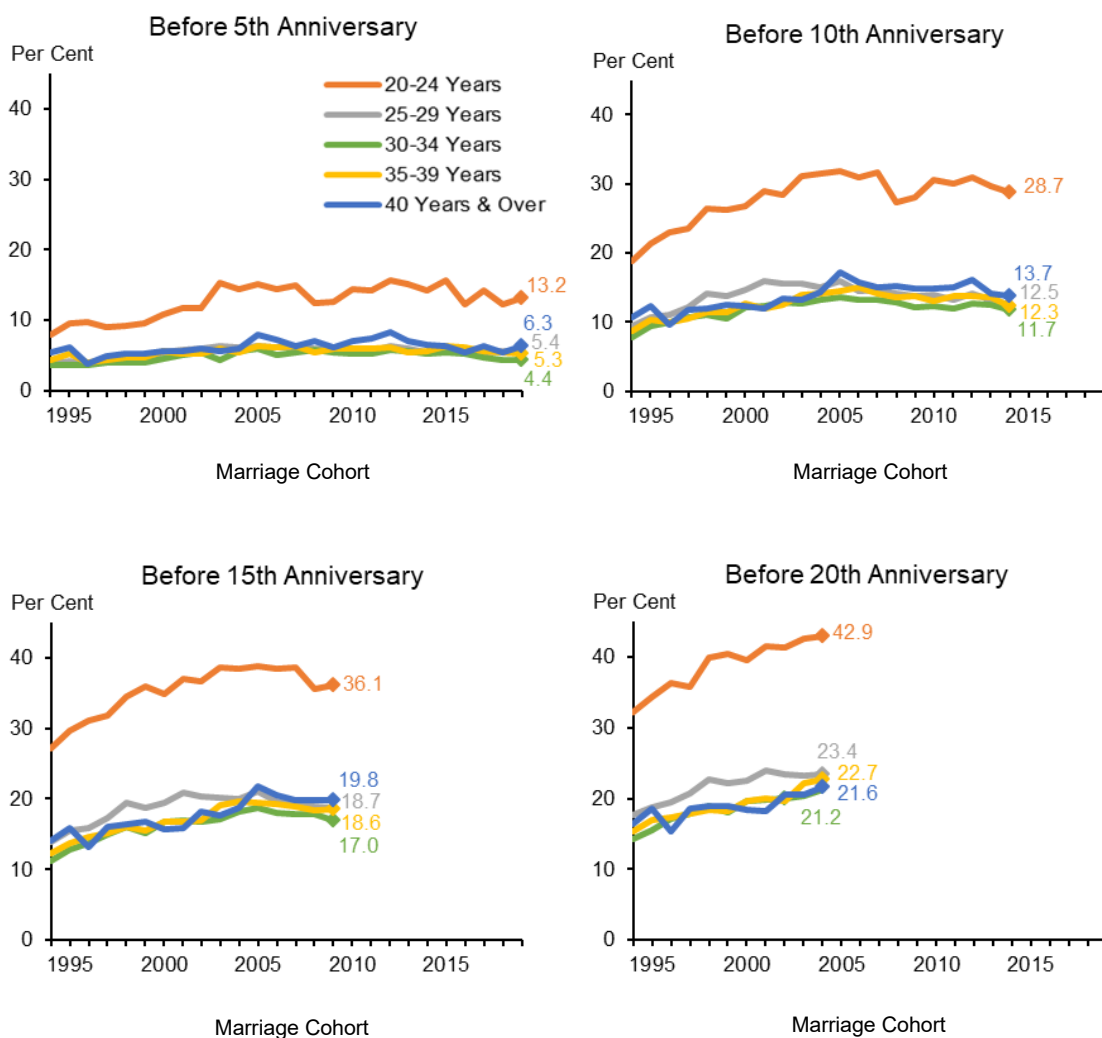 Before 5th Anniversary
Per Cent
40
30
20
10
0
20-24 Years
25-29 Years
30-34 Years
35-39 Years
40 Years & Over
13.2
6.3
5.4
5.3
4.4
1995 2000 2005 2010 2015
Marriage Cohort
Before 10th Anniversary
Per Cent
40
30
20
10
0
28.7
13.7
12.5
12.3
11.7
1995 2000 2005 2010 2015
Marriage Cohort
Before 15th Anniversary
Per Cent
40
30
20
10
0
36.1
19.8
18.7
18.6
17.0
1995 2000 2005 2010 2015
Marriage Cohort
Before 20th Anniversary
Per Cent
40
30
20
10
0
42.9
23.4
22.7
21.6
21.2
1995 2000 2005 2010 2015
Marriage Cohort